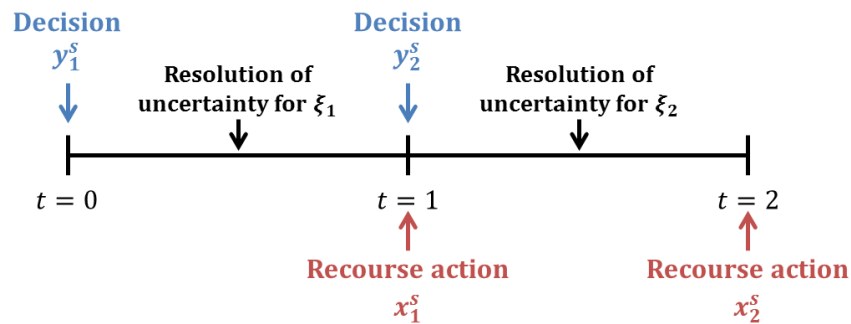 Decision
y₁ˢ
Resolution of
uncertainty for ξ₁
Decision
y₂ˢ
Resolution of
uncertainty for ξ₂
t = 0
t = 1
t = 2
Recourse action
x₁ˢ
Recourse action
x₂ˢ